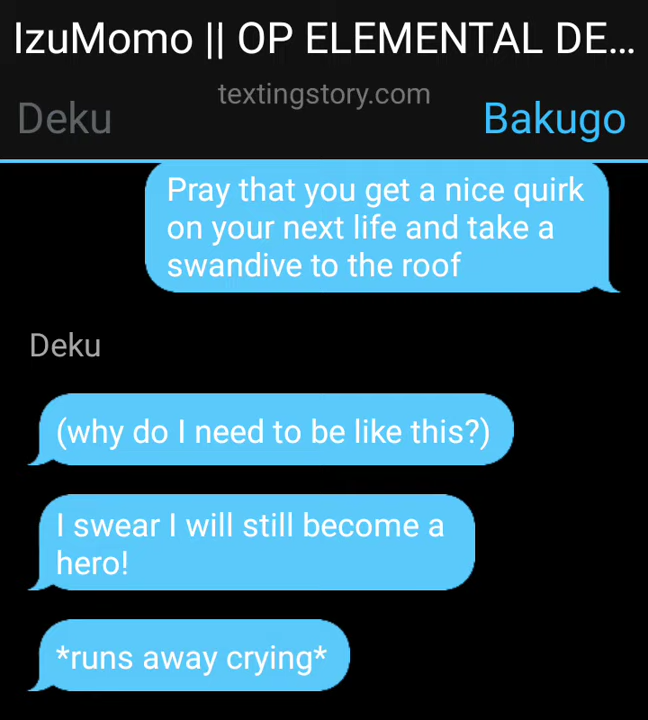 IzuMomo || OP ELEMENTAL DE...
textingstory.com
Deku
Bakugo
Pray that you get a nice quirk
on your next life and take a
swandive to the roof
Deku
(why do I need to be like this?)
I swear I will still become a
hero!
*runs away crying*